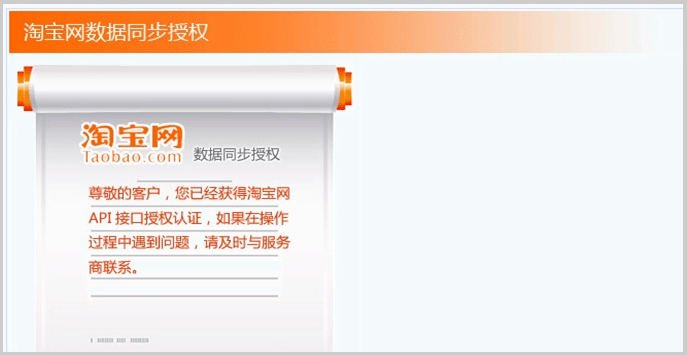 淘宝网数据同步授权
淘宝网
Taobao.com
数据同步授权
尊敬的客户，您已经获得淘宝网
API 接口授权认证，如果在操作
过程中遇到问题，请及时与服务
商联系。